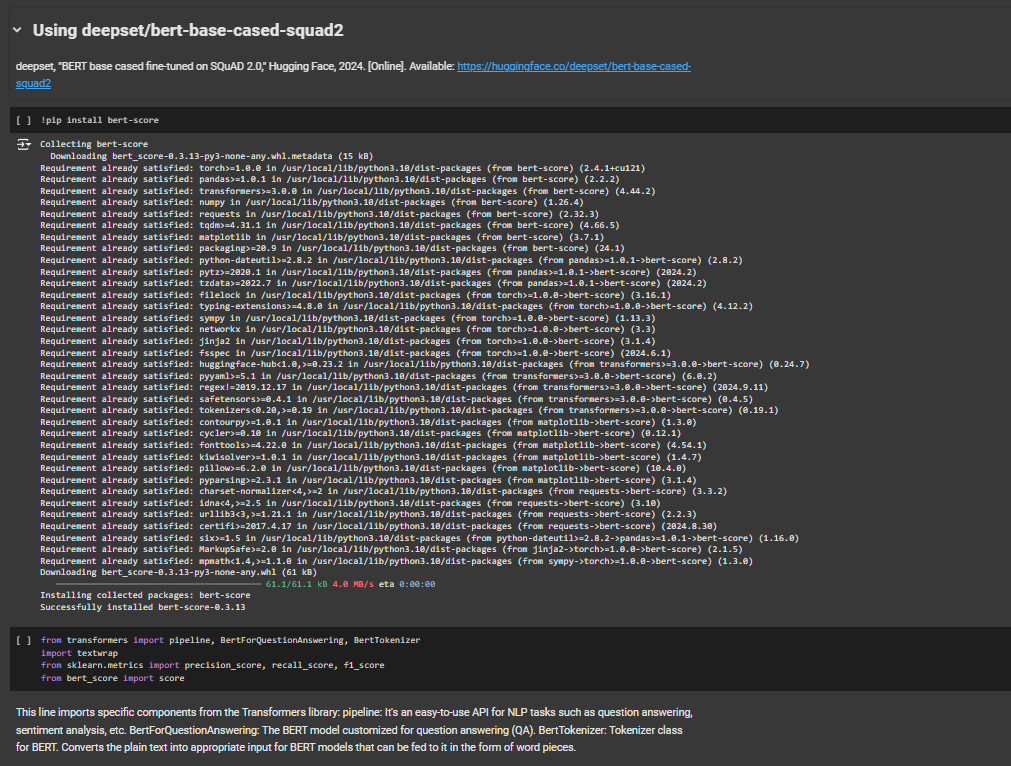 Using deepset/bert-base-cased-squad2
deepset, "BERT base cased fine-tuned on SQuAD 2.0," Hugging Face, 2024. [Online]. Available: https://huggingface.co/deepset/bert-base-cased-
squad2
[ ] !pip install bert-score
Collecting bert-score
Downloading bert_score-0.3.13-py3-none-any.whl.metadata (15 kB)
Requirement already satisfied: torch>=1.0.0 in /usr/local/lib/python3.10/dist-packages (from bert-score) (2.4.1+cu121)
Requirement already satisfied: pandas>=1.0.1 in /usr/local/lib/python3.10/dist-packages (from bert-score) (2.2.2)
Requirement already satisfied: transformers>=3.0.0 in /usr/local/lib/python3.10/dist-packages (from bert-score) (4.44.2)
Requirement already satisfied: numpy in /usr/local/lib/python3.10/dist-packages (from bert-score) (1.26.4)
Requirement already satisfied: requests in /usr/local/lib/python3.10/dist-packages (from bert-score) (2.32.3)
Requirement already satisfied: tqdm>=4.31.1 in /usr/local/lib/python3.10/dist-packages (from bert-score) (4.66.5)
Requirement already satisfied: matplotlib in /usr/local/lib/python3.10/dist-packages (from bert-score) (3.7.1)
Requirement already satisfied: packaging>=20.9 in /usr/local/lib/python3.10/dist-packages (from bert-score) (24.1)
Requirement already satisfied: python-dateutil>=2.8.2 in /usr/local/lib/python3.10/dist-packages (from pandas>=1.0.1->bert-score) (2.8.2)
Requirement already satisfied: pytz>=2020.1 in /usr/local/lib/python3.10/dist-packages (from pandas>=1.0.1->bert-score) (2024.2)
Requirement already satisfied: tzdata>=2022.7 in /usr/local/lib/python3.10/dist-packages (from pandas>=1.0.1->bert-score) (2024.2)
Requirement already satisfied: filelock in /usr/local/lib/python3.10/dist-packages (from torch>=1.0.0->bert-score) (3.16.1)
Requirement already satisfied: typing-extensions>=4.8.0 in /usr/local/lib/python3.10/dist-packages (from torch>=1.0.0->bert-score) (4.12.2)
Requirement already satisfied: sympy in /usr/local/lib/python3.10/dist-packages (from torch>=1.0.0->bert-score) (1.13.3)
Requirement already satisfied: networkx in /usr/local/lib/python3.10/dist-packages (from torch>=1.0.0->bert-score) (3.3)
Requirement already satisfied: jinja2 in /usr/local/lib/python3.10/dist-packages (from torch>=1.0.0->bert-score) (3.1.4)
Requirement already satisfied: fsspec in /usr/local/lib/python3.10/dist-packages (from torch>=1.0.0->bert-score) (2024.6.1)
Requirement already satisfied: huggingface-hub<1.0,>=0.23.2 in /usr/local/lib/python3.10/dist-packages (from transformers>=3.0.0->bert-score) (0.24.7)
Requirement already satisfied: pyyaml>=5.1 in /usr/local/lib/python3.10/dist-packages (from transformers>=3.0.0->bert-score) (6.0.2)
Requirement already satisfied: regex!=2019.12.17 in /usr/local/lib/python3.10/dist-packages (from transformers>=3.0.0->bert-score) (2024.9.11)
Requirement already satisfied: safetensors>=0.4.1 in /usr/local/lib/python3.10/dist-packages (from transformers>=3.0.0->bert-score) (0.4.5)
Requirement already satisfied: tokenizers<0.20,>=0.19 in /usr/local/lib/python3.10/dist-packages (from transformers>=3.0.0->bert-score) (0.19.1)
Requirement already satisfied: contourpy>=1.0.1 in /usr/local/lib/python3.10/dist-packages (from matplotlib->bert-score) (1.3.0)
Requirement already satisfied: cycler>=0.10 in /usr/local/lib/python3.10/dist-packages (from matplotlib->bert-score) (0.12.1)
Requirement already satisfied: fonttools>=4.22.0 in /usr/local/lib/python3.10/dist-packages (from matplotlib->bert-score) (4.54.1)
Requirement already satisfied: kiwisolver>=1.0.1 in /usr/local/lib/python3.10/dist-packages (from matplotlib->bert-score) (1.4.7)
Requirement already satisfied: pillow>=6.2.0 in /usr/local/lib/python3.10/dist-packages (from matplotlib->bert-score) (10.4.0)
Requirement already satisfied: pyparsing>=2.3.1 in /usr/local/lib/python3.10/dist-packages (from matplotlib->bert-score) (3.1.4)
Requirement already satisfied: charset-normalizer<4,>=2 in /usr/local/lib/python3.10/dist-packages (from requests->bert-score) (3.3.2)
Requirement already satisfied: idna<4,>=2.5 in /usr/local/lib/python3.10/dist-packages (from requests->bert-score) (3.10)
Requirement already satisfied: urllib3<3,>=1.21.1 in /usr/local/lib/python3.10/dist-packages (from requests->bert-score) (2.2.3)
Requirement already satisfied: certifi>=2017.4.17 in /usr/local/lib/python3.10/dist-packages (from requests->bert-score) (2024.8.30)
Requirement already satisfied: six>=1.5 in /usr/local/lib/python3.10/dist-packages (from python-dateutil>=2.8.2->pandas>=1.0.1->bert-score) (1.16.0)
Requirement already satisfied: MarkupSafe>=2.0 in /usr/local/lib/python3.10/dist-packages (from jinja2->torch>=1.0.0->bert-score) (2.1.5)
Requirement already satisfied: mpmath<1.4,>=1.1.0 in /usr/local/lib/python3.10/dist-packages (from sympy->torch>=1.0.0->bert-score) (1.3.0)
Downloading bert_score-0.3.13-py3-none-any.whl (61 kB)
61.1/61.1 kB 4.0 MB/s eta 0:00:00
Installing collected packages: bert-score
Successfully installed bert-score-0.3.13
[ ] from transformers import pipeline, BertForQuestionAnswering, BertTokenizer
import textwrap
from sklearn.metrics import precision_score, recall_score, f1_score
from bert_score import score
This line imports specific components from the Transformers library: pipeline: It's an easy-to-use API for NLP tasks such as question answering,
sentiment analysis, etc. BertForQuestionAnswering: The BERT model customized for question answering (QA). BertTokenizer: Tokenizer class
for BERT. Converts the plain text into appropriate input for BERT models that can be fed to it in the form of word pieces.